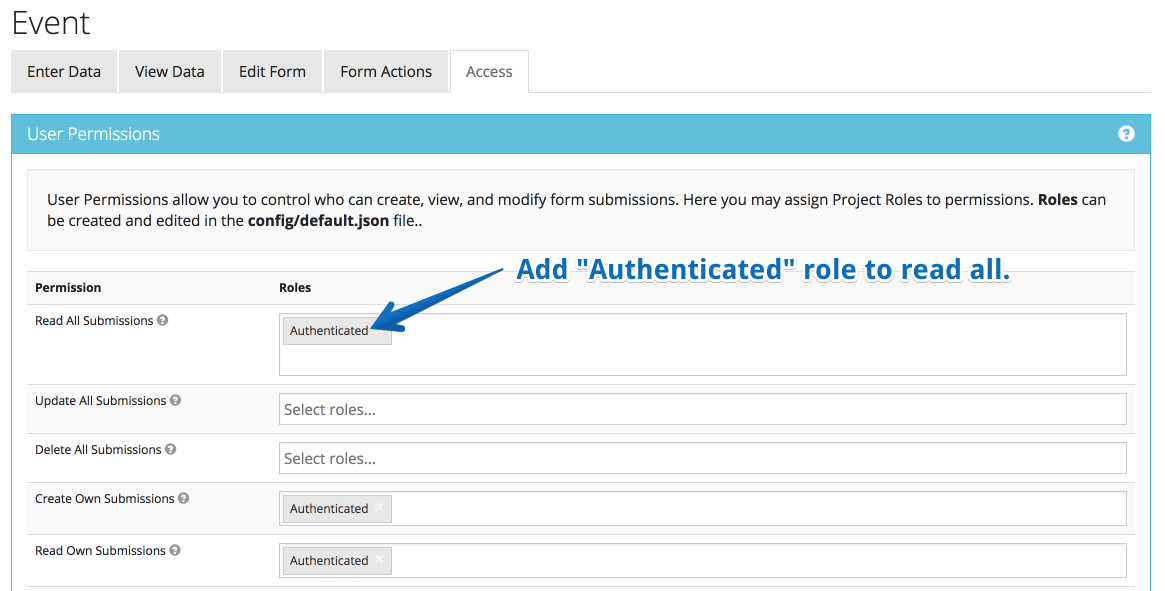 Event
Enter Data View Data Edit Form Form Actions Access
User Permissions ?
User Permissions allow you to control who can create, view, and modify form submissions. Here you may assign Project Roles to permissions. Roles can
be created and edited in the config/default.json file..
Add "Authenticated" role to read all.
Permission Roles
Read All Submissions ? Authenticated
Update All Submissions ? Select roles...
Delete All Submissions ? Select roles...
Create Own Submissions ? Authenticated ×
Read Own Submissions ? Authenticated ×